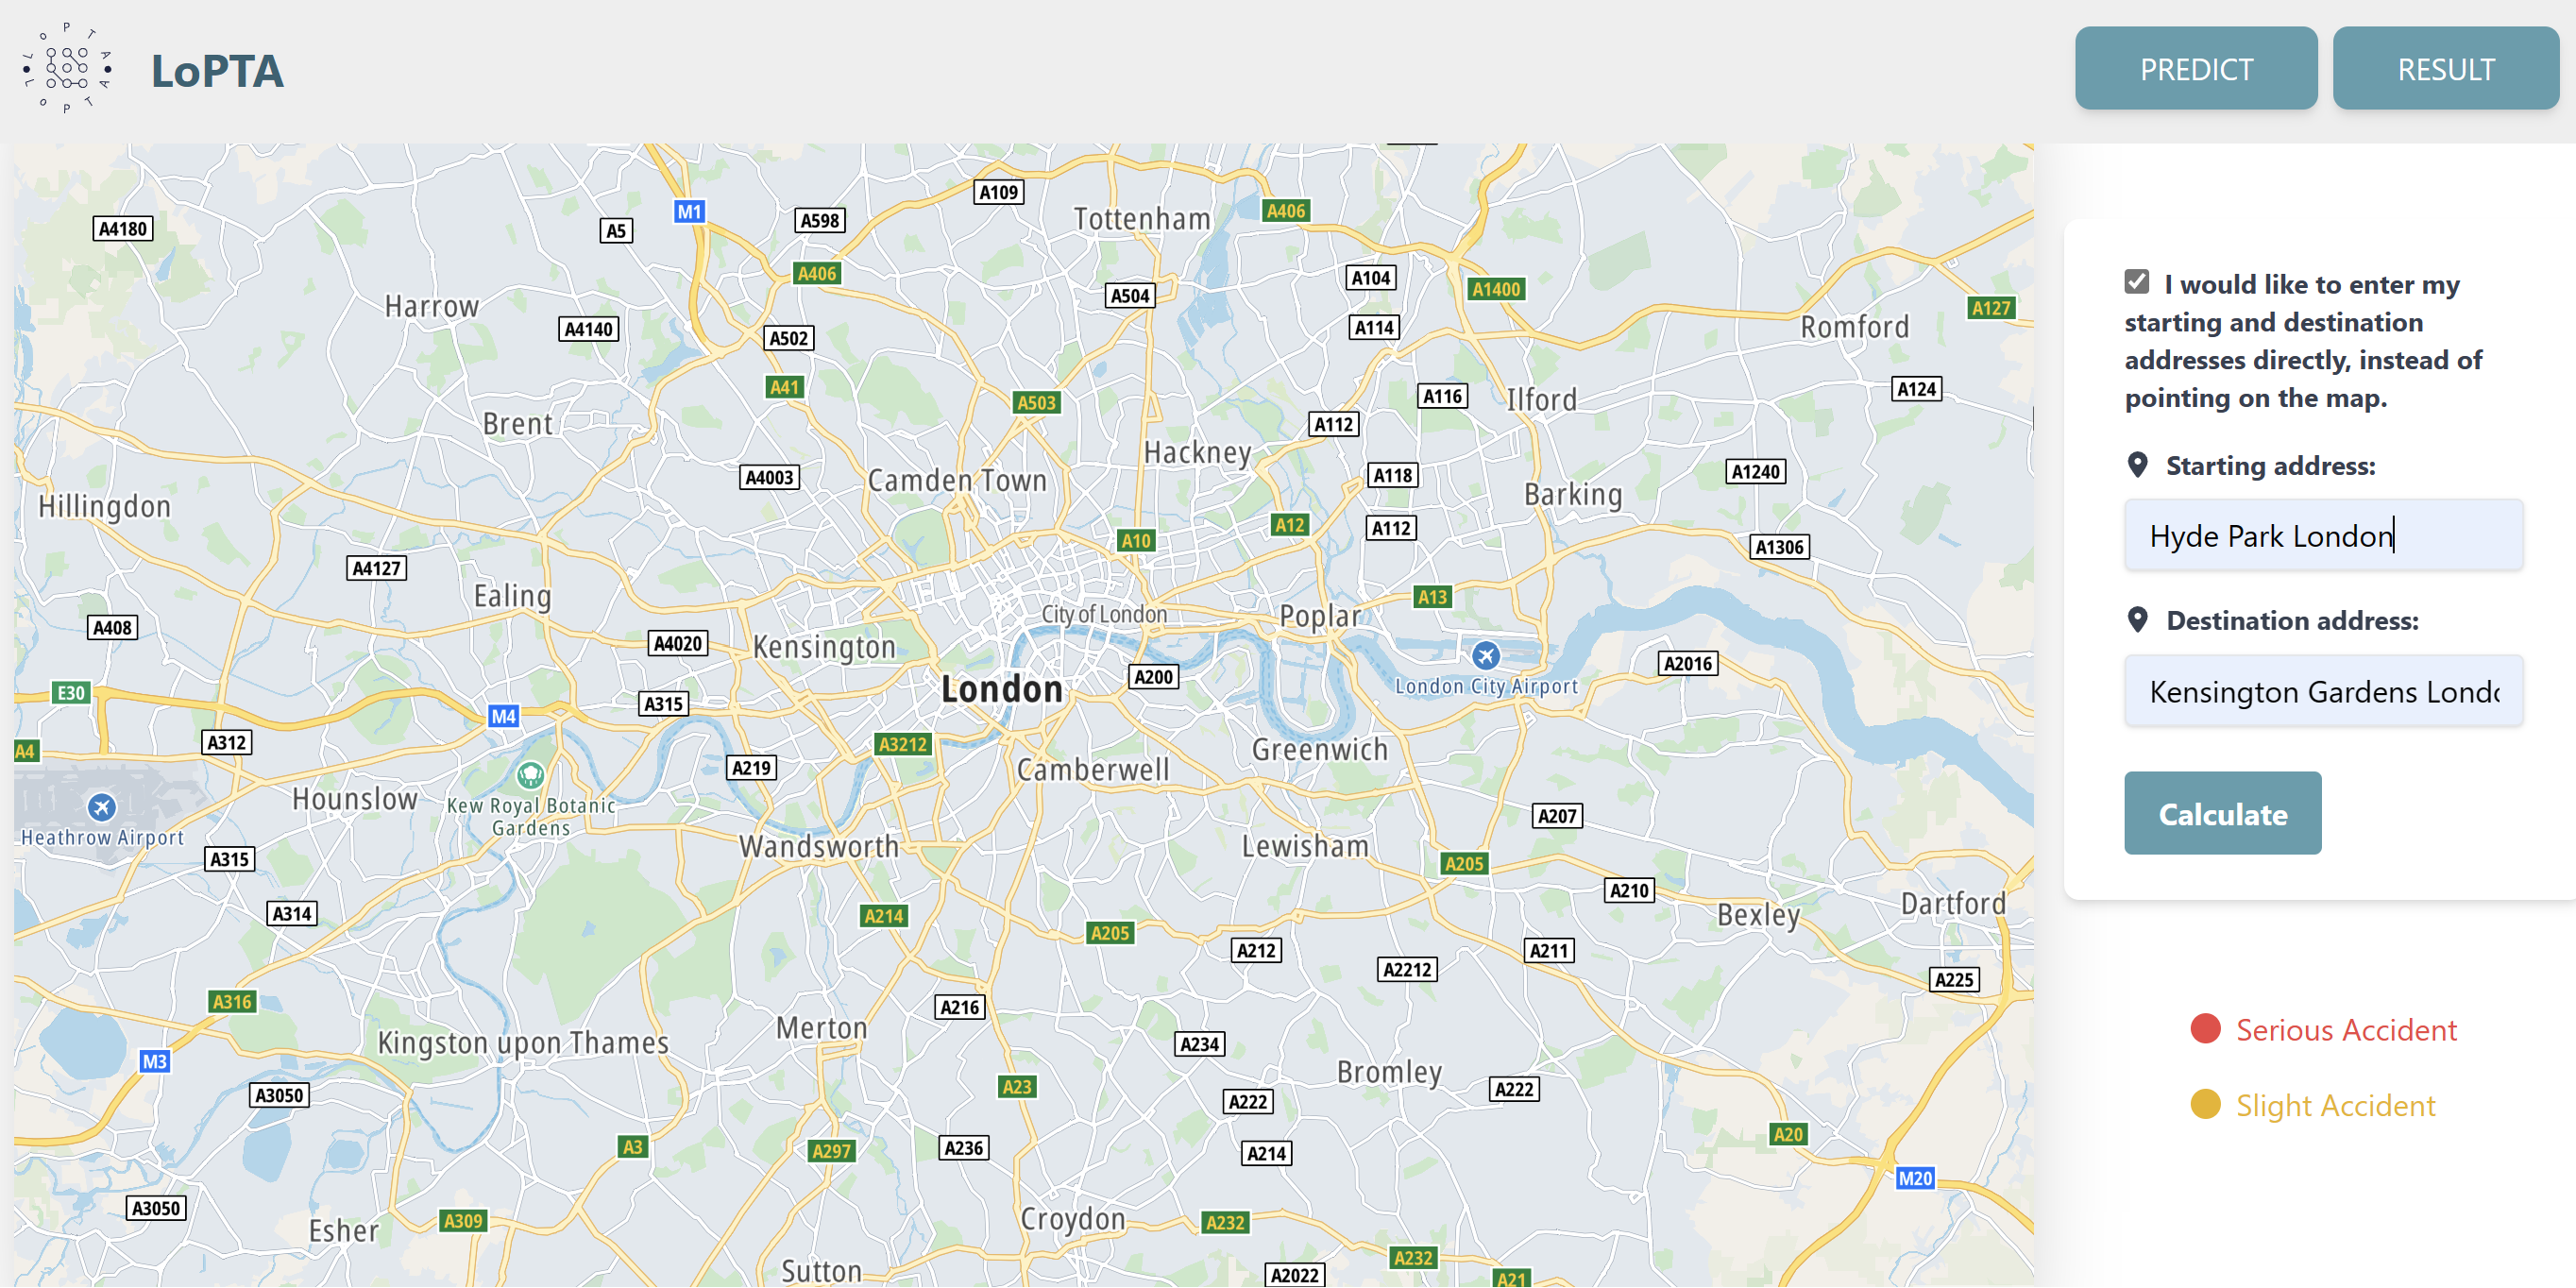 LoPTA
PREDICT
RESULT
A109
M1
A598
Tottenham
A406
A4180
A5
A406
A104
A1400
A504
A127
Harrow
A4140
A502
A114
Romford
A41
A503
A116
Ilford
A124
Brent
A112
Hackney
A4003
Camden Town
A118
A1240
Hillingdon
Barking
A10
A12
A112
A1306
A4127
Ealing
A13
A408
City of London
Poplar
A4020
Kensington
A200
A2016
E30
London
London City Airport
A315
M4
A4
A312
A3212
Greenwich
A219
Camberwell
Hounslow
Kew Royal Botanic
Gardens
Heathrow Airport
A207
Wandsworth
Lewisham
A315
A205
A210
A314
A214
Bexley
Dartford
A205
A212
A211
A2212
A225
A316
A216
Merton
Kingston upon Thames
A234
M3
Bromley
A3050
A23
A222
A222
A3
A297
A236
A214
A20
M20
A3050
Esher
A309
Croydon
A232
A232
Sutton
A2022
A21
I would like to enter my
starting and destination
addresses directly, instead of
pointing on the map.
Starting address:
Hyde Park London
Destination address:
Kensington Gardens Londo
Calculate
Serious Accident
Slight Accident